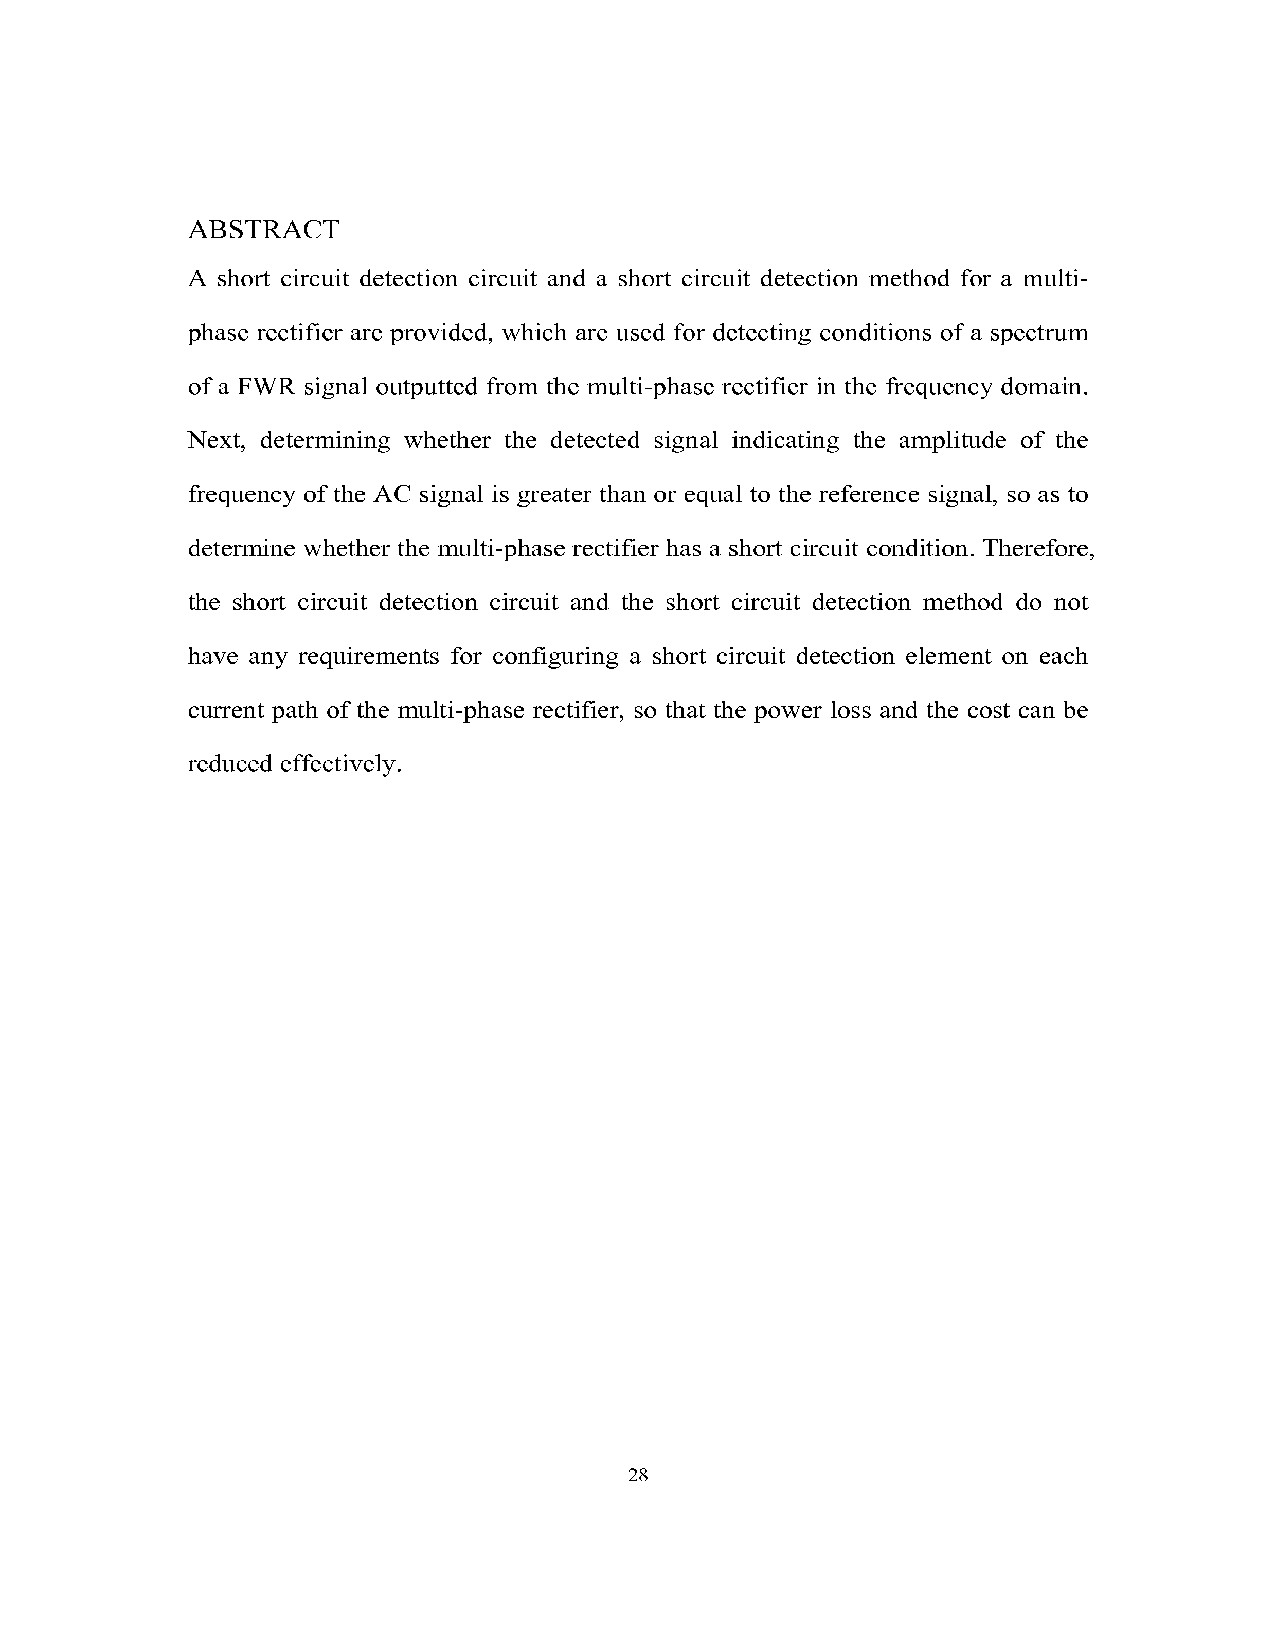 ABSTRACT
A short circuit detection circuit and a short circuit detection method for a multi-
phase rectifier are provided, which are used for detecting conditions of a spectrum
of a FWR signal outputted from the multi-phase rectifier in the frequency domain.
Next, determining whether the detected signal indicating the amplitude of the
frequency of the AC signal is greater than or equal to the reference signal, so as to
determine whether the multi-phase rectifier has a short circuit condition. Therefore,
the short circuit detection circuit and the short circuit detection method do not
have any requirements for configuring a short circuit detection element on each
current path of the multi-phase rectifier, so that the power loss and the cost can be
reduced effectively.
28